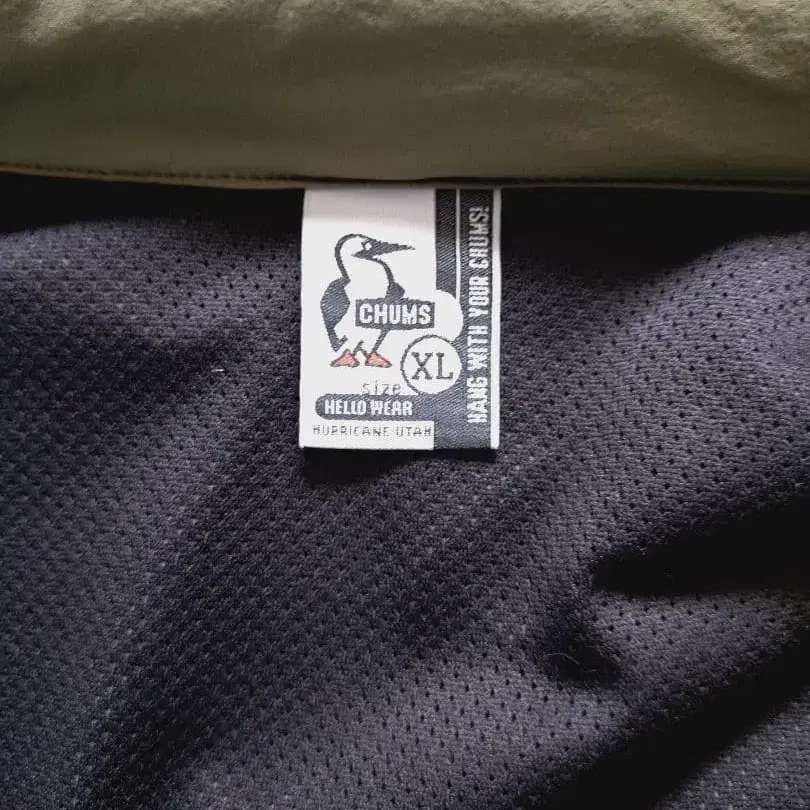 CHUMS
XL
Size
HELLO WEAR
HURRICANE UTAH
HANG WITH YOUR CHUMS!